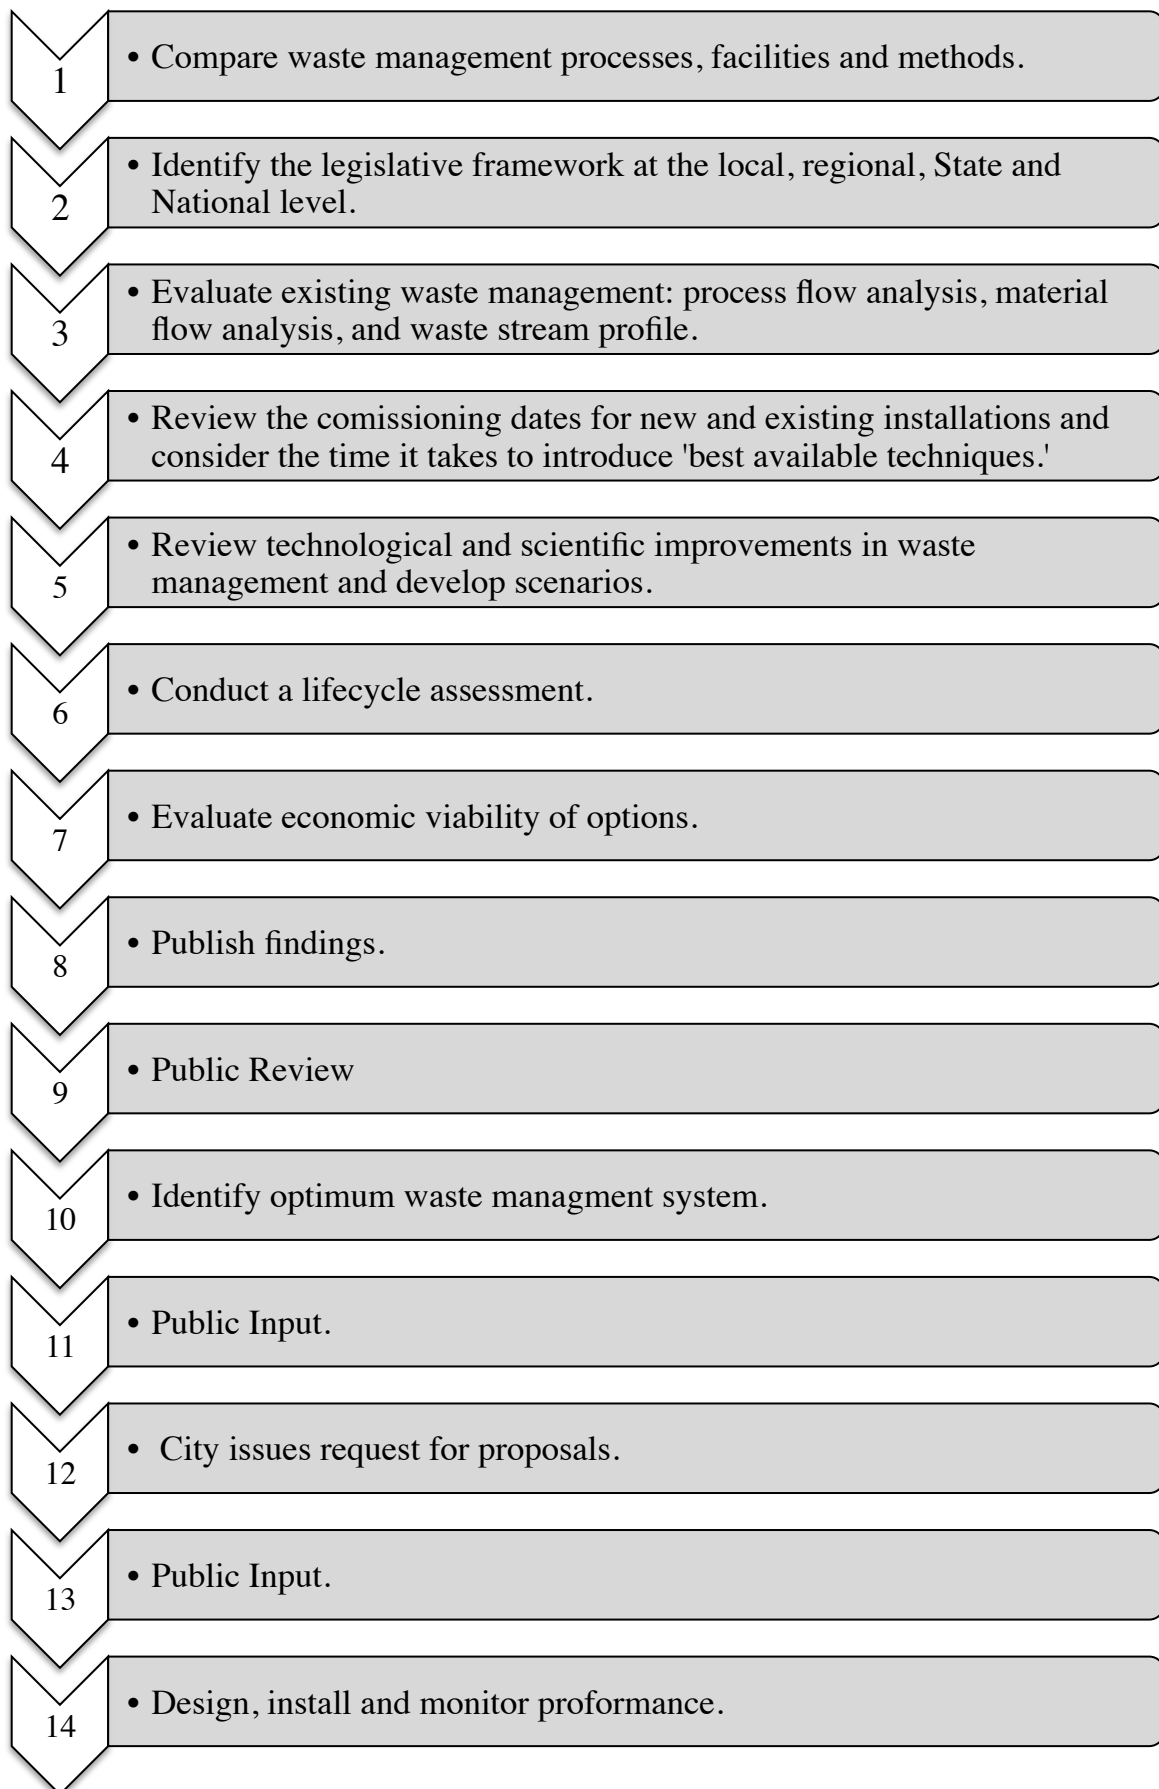 1
• Compare waste management processes, facilities and methods.
2
• Identify the legislative framework at the local, regional, State and
National level.
3
• Evaluate existing waste management: process flow analysis, material
flow analysis, and waste stream profile.
4
• Review the comissioning dates for new and existing installations and
consider the time it takes to introduce 'best available techniques.'
5
• Review technological and scientific improvements in waste
management and develop scenarios.
6
• Conduct a lifecycle assessment.
7
• Evaluate economic viability of options.
8
• Publish findings.
9
• Public Review
10
• Identify optimum waste managment system.
11
• Public Input.
12
• City issues request for proposals.
13
• Public Input.
14
• Design, install and monitor proformance.